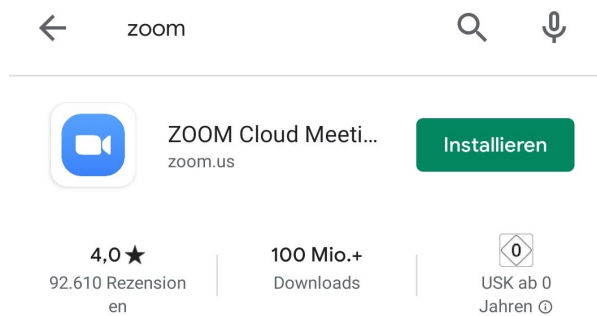 zoom
ZOOM Cloud Meeti...
zoom.us
Installieren
4,0★
92.610 Rezension
en
100 Mio.+
Downloads
0
USK ab 0
Jahren